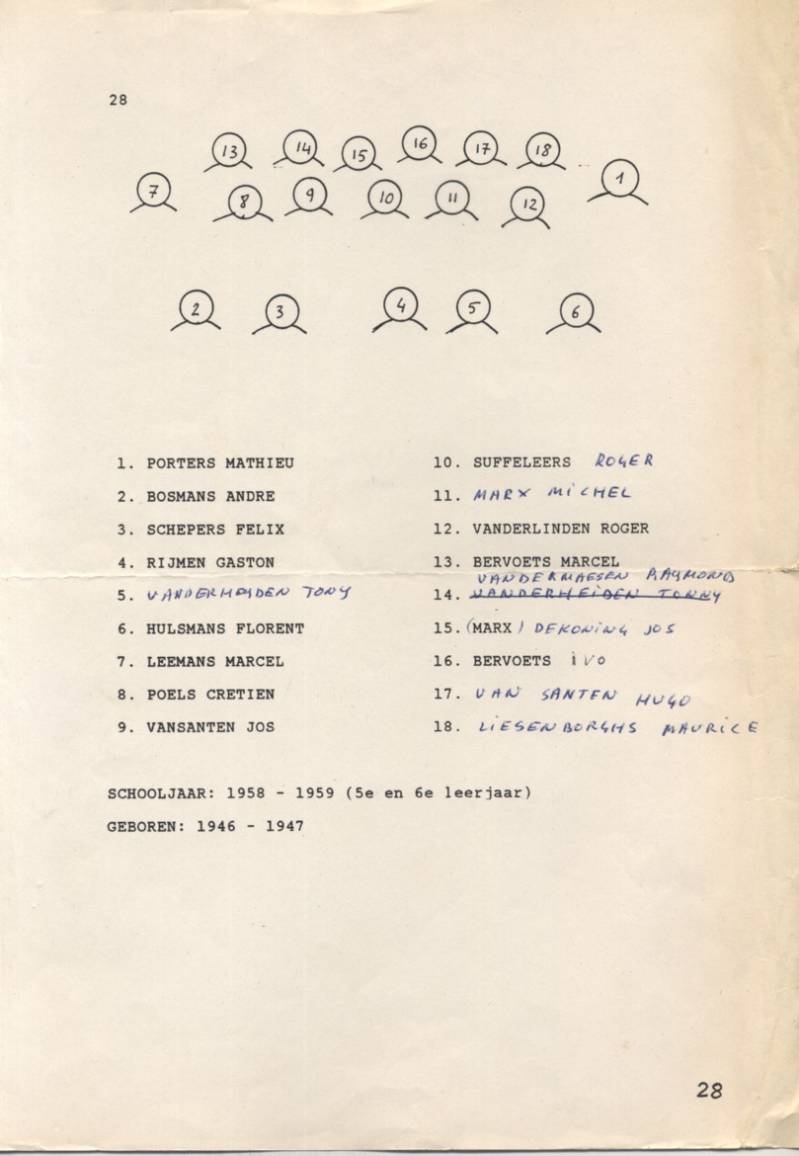 28
13 14 15 16 17 18 1
7 8 9 10 11 12
2 3 4 5 6
1. PORTERS MATHIEU
2. BOSMANS ANDRE
3. SCHEPERS FELIX
4. RIJMEN GASTON
5. VANDERHEYDEN TONY
6. HULSMANS FLORENT
7. LEEMANS MARCEL
8. POELS CRETIEN
9. VANSANTEN JOS
10. SUFFELEERS ROGER
11. MARX MICHEL
12. VANDERLINDEN ROGER
13. BERVOETS MARCEL
VANDERMAESEN RAYMOND
14. VANDERHEIDEN TONNY
15. (MARX) DEKONING JOS
16. BERVOETS IVO
17. VAN SANTEN HUGO
18. LIESENBORGHS MAURICE
SCHOOLJAAR: 1958 - 1959 (5e en 6e leerjaar)
GEBOREN: 1946 - 1947
28